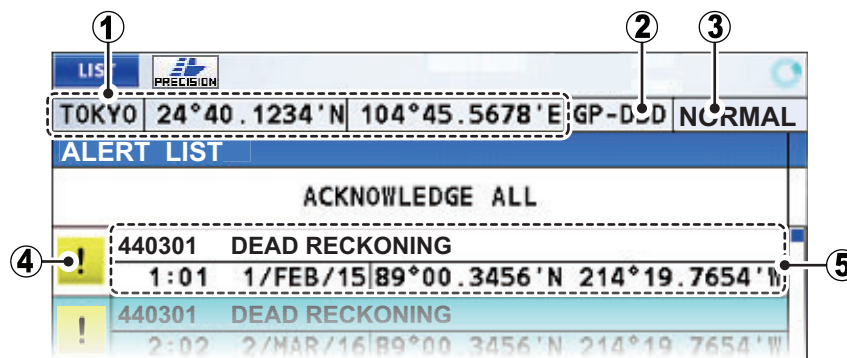 1 2 3
LIST PRECISION
TOKYO 24°40.1234'N 104°45.5678'E GP-DGD NORMAL
ALERT LIST
ACKNOWLEDGE ALL
4 ! 440301 DEAD RECKONING 5
1:01 1/FEB/15 89°00.3456'N 214°19.7654'W
! 440301 DEAD RECKONING
2:02 2/MAR/16 89°00.3456'N 214°19.7654'W